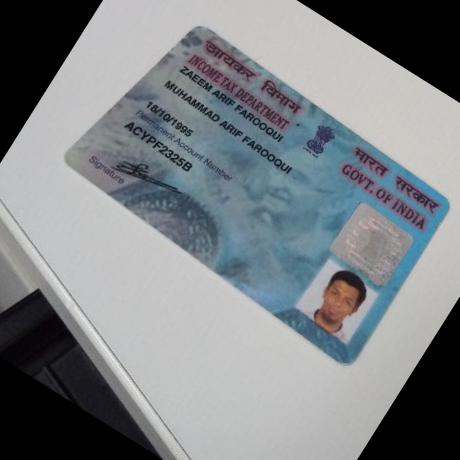 आयकर विभाग
INCOME TAX DEPARTMENT
भारत सरकार
GOVT. OF INDIA
ZAEEM ARIF FAROOQUI
MUHAMMAD ARIF FAROOQUI
18/10/1995
Permanent Account Number
ACYPF2325B
Signature